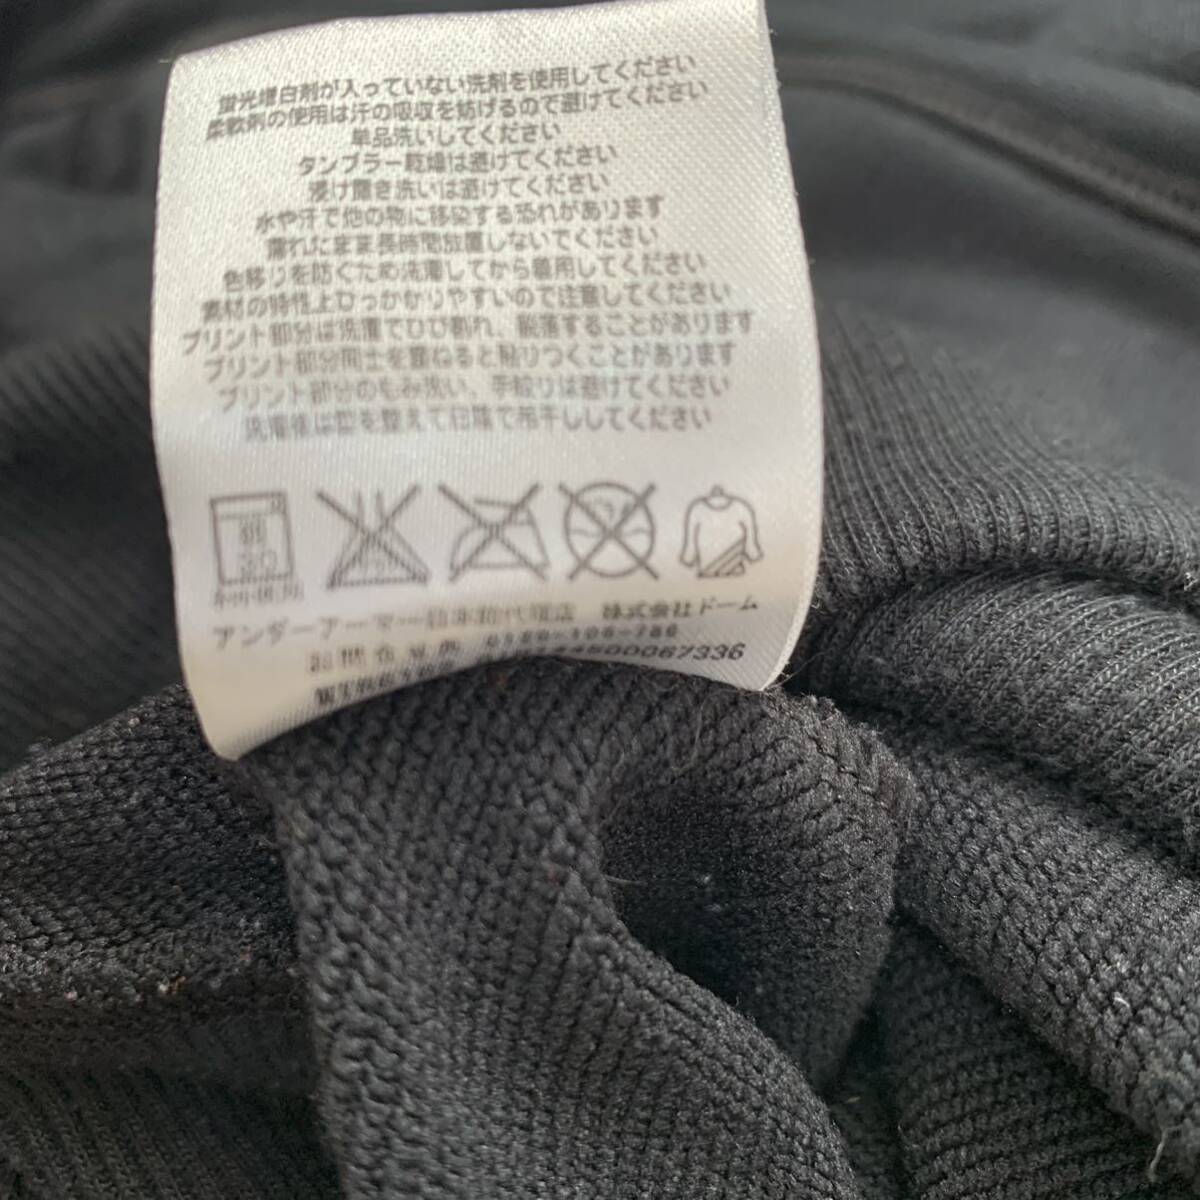 蛍光増白剤が入っていない洗剤を使用してください
柔軟剤の使用は汗の吸収を妨げるので避けてください
単品洗いしてください
タンブラー乾燥は避けてください
浸け置き洗いは避けてください
水や汗で他の物に移染する恐れがあります
濡れたまま長時間放置しないでください
色移りを防ぐため洗濯してから着用してください
素材の特性上ひっかかりやすいので注意してください
プリント部分は洗濯でひび割れ、脱落することがあります
プリント部分同士を重ねると貼りつくことがあります
プリント部分のもみ洗い、手絞りは避けてください
洗濯後は型を整えて日陰で吊干ししてください
アンダーアーマー日本総代理店 株式会社ドーム
0120-106-786
4500067336